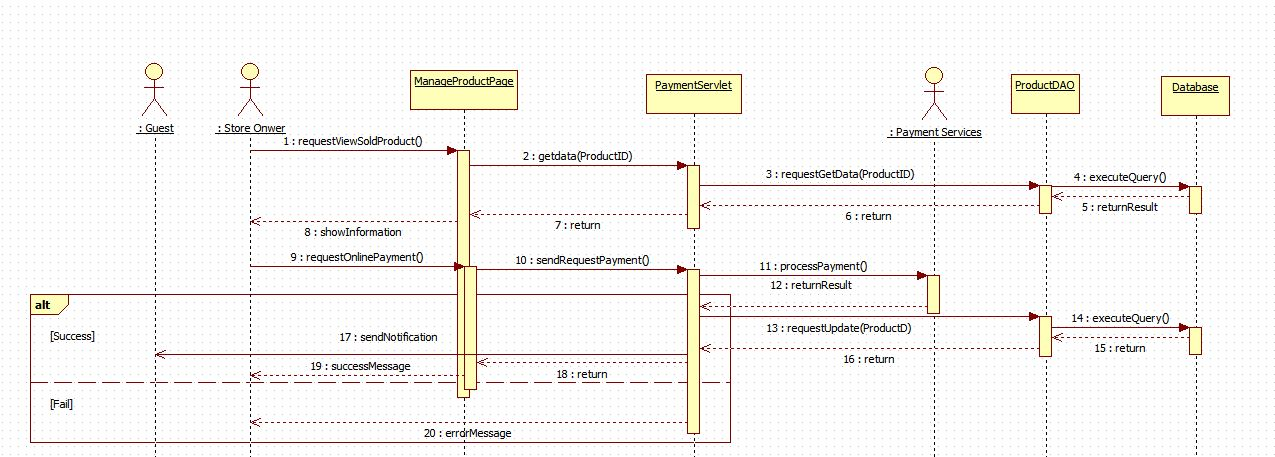 ManageProductPage
PaymentServlet
ProductDAO
Database
: Guest
: Store Onwer
: Payment Services
1 : requestViewSoldProduct()
2 : getdata(ProductID)
3 : requestGetData(ProductID)
4 : executeQuery()
5 : returnResult
6 : return
7 : return
8 : showInformation
9 : requestOnlinePayment()
10 : sendRequestPayment()
11 : processPayment()
12 : returnResult
alt
[Success]
13 : requestUpdate(ProductD)
14 : executeQuery()
15 : return
16 : return
17 : sendNotification
18 : return
19 : successMessage
[Fail]
20 : errorMessage